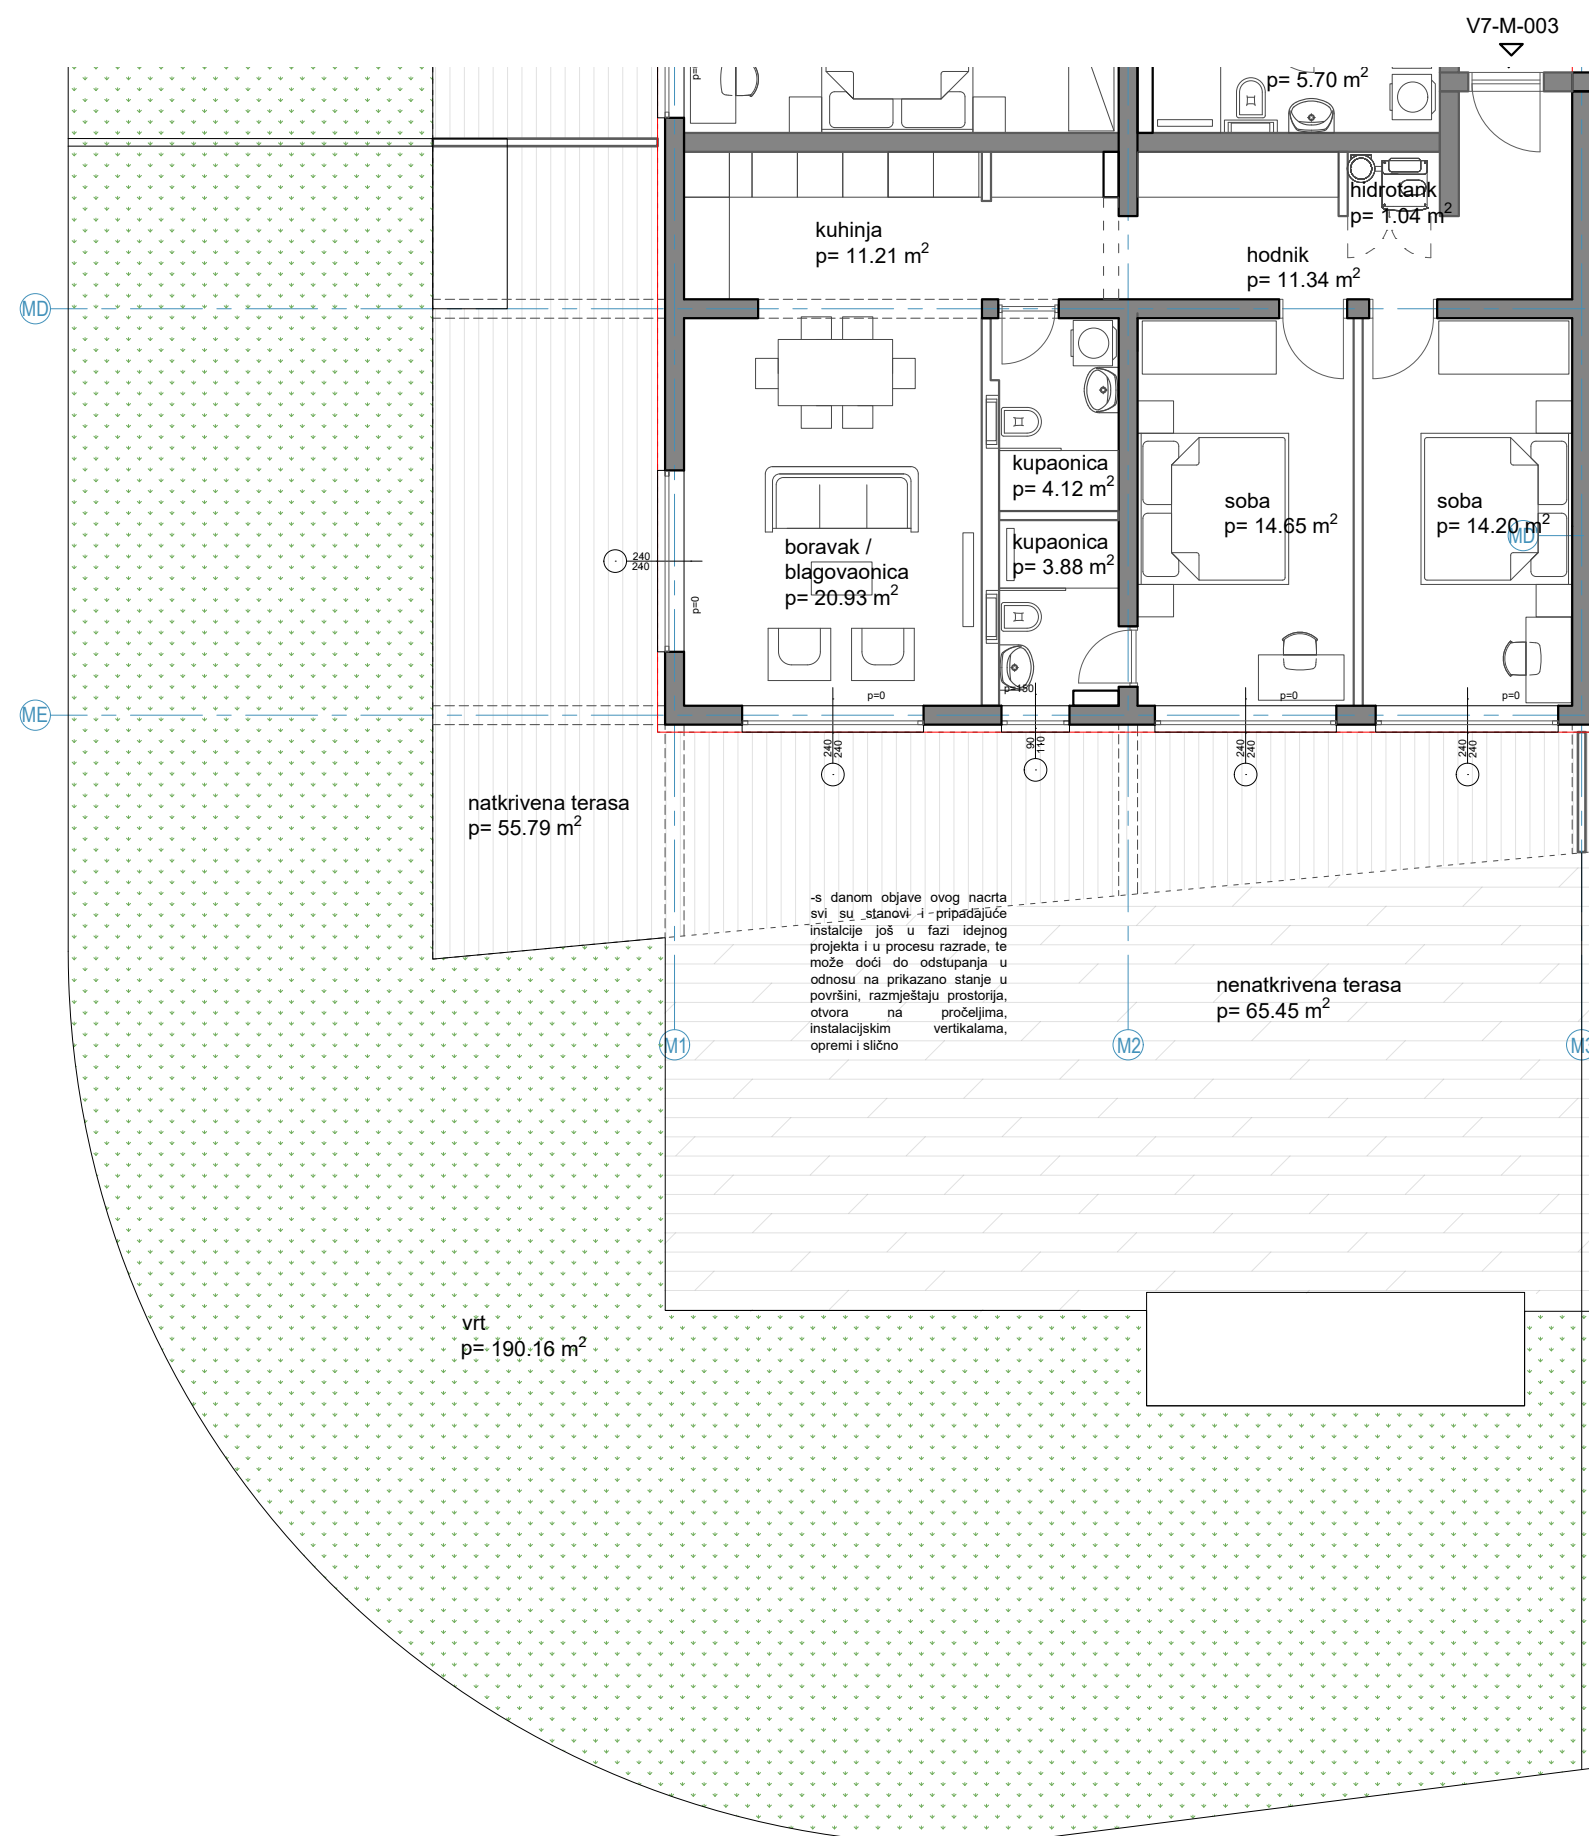 V7-M-003
p=0
p= 5.70 m²
hidrotank
p= 1.04 m²
kuhinja
p= 11.21 m²
hodnik
p= 11.34 m²
MD
kupaonica
p= 4.12 m²
soba
p= 14.65 m²
soba
p= 14.20 m²
MD
kupaonica
p= 3.88 m²
boravak /
blagovaonica
p= 20.93 m²
240
240
p=0
p=0
p=150
p=0
p=0
ME
240
240
90
110
240
240
240
240
natkrivena terasa
p= 55.79 m²
-s danom objave ovog nacrta
svi su stanovi i pripadajuće
instalcije još u fazi idejnog
projekta i u procesu razrade, te
može doći do odstupanja u
odnosu na prikazano stanje u
površini, razmještaju prostorija,
otvora na pročeljima,
instalacijskim vertikalama,
opremi i slično
nenatkrivena terasa
p= 65.45 m²
M1
M2
M3
vrt
p= 190.16 m²